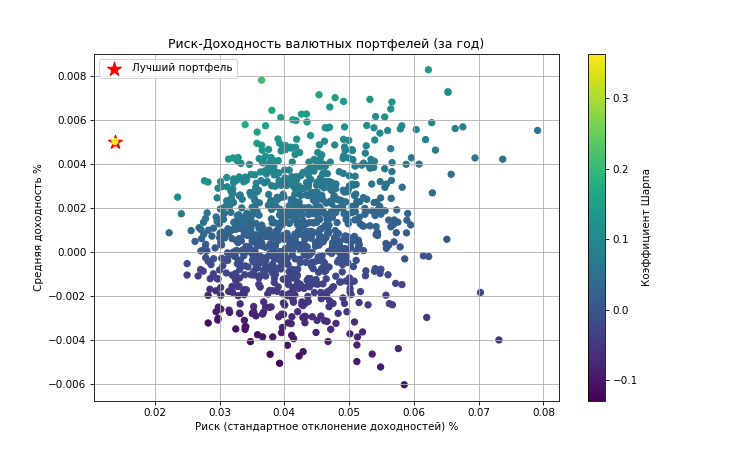 Риск-Доходность валютных портфелей (за год)
Лучший портфель
0.008
0.006
0.004
0.002
0.000
−0.002
−0.004
−0.006
Средняя доходность %
0.02 0.03 0.04 0.05 0.06 0.07 0.08
Риск (стандартное отклонение доходностей) %
0.3
0.2
0.1
0.0
−0.1
Коэффициент Шарпа